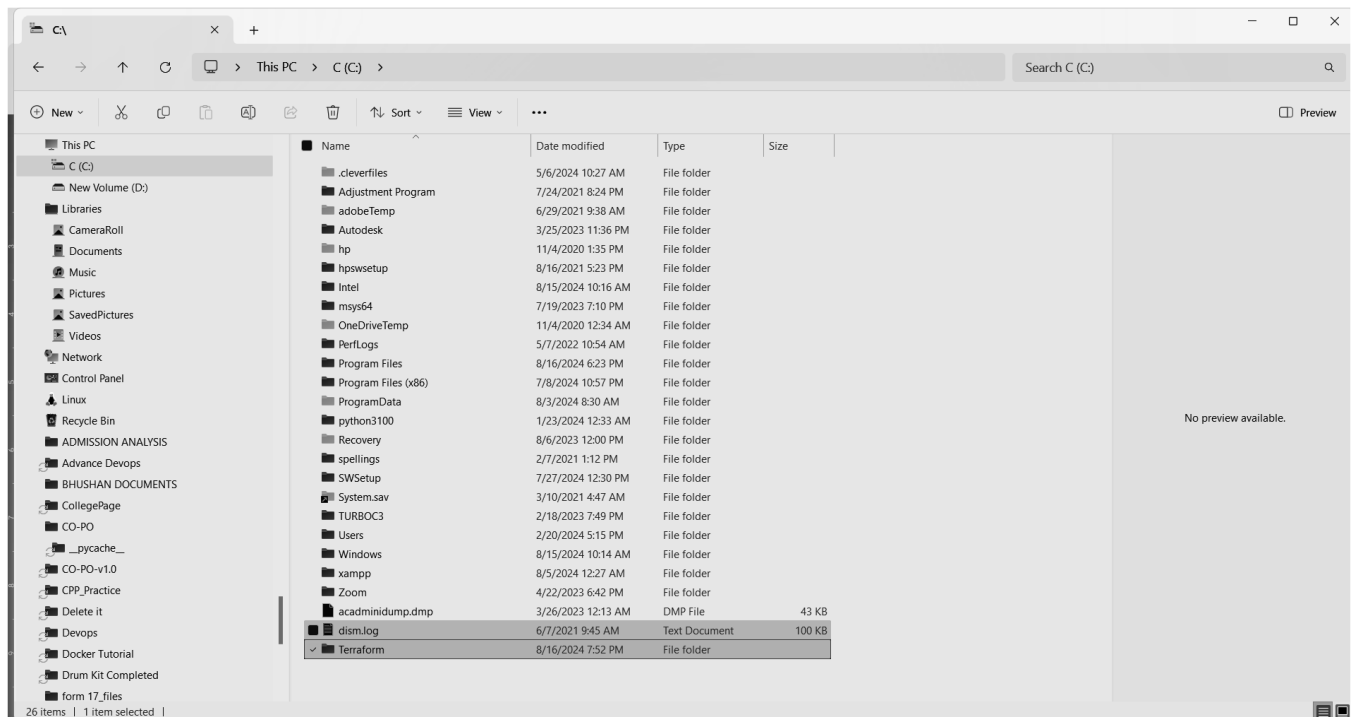 C:\
This PC > C (C:) >
Search C (C:)
New
Sort
View
Preview
This PC
C (C:)
New Volume (D:)
Libraries
CameraRoll
Documents
Music
Pictures
SavedPictures
Videos
Network
Control Panel
Linux
Recycle Bin
ADMISSION ANALYSIS
Advance Devops
BHUSHAN DOCUMENTS
CollegePage
CO-PO
__pycache__
CO-PO-v1.0
CPP_Practice
Delete it
Devops
Docker Tutorial
Drum Kit Completed
form 17_files
Name Date modified Type Size
.cleverfiles 5/6/2024 10:27 AM File folder
Adjustment Program 7/24/2021 8:24 PM File folder
adobeTemp 6/29/2021 9:38 AM File folder
Autodesk 3/25/2023 11:36 PM File folder
hp 11/4/2020 1:35 PM File folder
hpswsetup 8/16/2021 5:23 PM File folder
Intel 8/15/2024 10:16 AM File folder
msys64 7/19/2023 7:10 PM File folder
OneDriveTemp 11/4/2020 12:34 AM File folder
PerfLogs 5/7/2022 10:54 AM File folder
Program Files 8/16/2024 6:23 PM File folder
Program Files (x86) 7/8/2024 10:57 PM File folder
ProgramData 8/3/2024 8:30 AM File folder
python3100 1/23/2024 12:33 AM File folder
Recovery 8/6/2023 12:00 PM File folder
spellings 2/7/2021 1:12 PM File folder
SWSetup 7/27/2024 12:30 PM File folder
System.sav 3/10/2021 4:47 AM File folder
TURBOC3 2/18/2023 7:49 PM File folder
Users 2/20/2024 5:15 PM File folder
Windows 8/15/2024 10:14 AM File folder
xampp 8/5/2024 12:27 AM File folder
Zoom 4/22/2023 6:42 PM File folder
acadminidump.dmp 3/26/2023 12:13 AM DMP File 43 KB
dism.log 6/7/2021 9:45 AM Text Document 100 KB
Terraform 8/16/2024 7:52 PM File folder
No preview available.
26 items | 1 item selected |